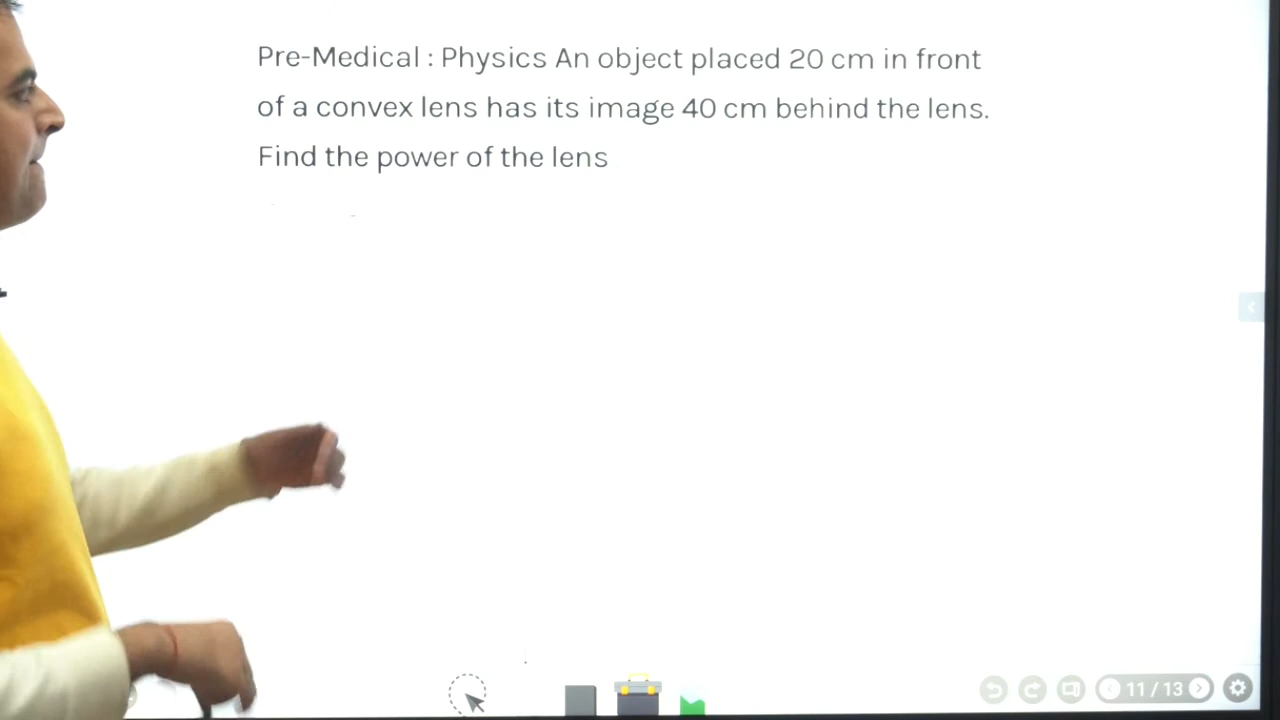 Pre-Medical : Physics An object placed 20 cm in front
of a convex lens has its image 40 cm behind the lens.
Find the power of the lens
11 / 13